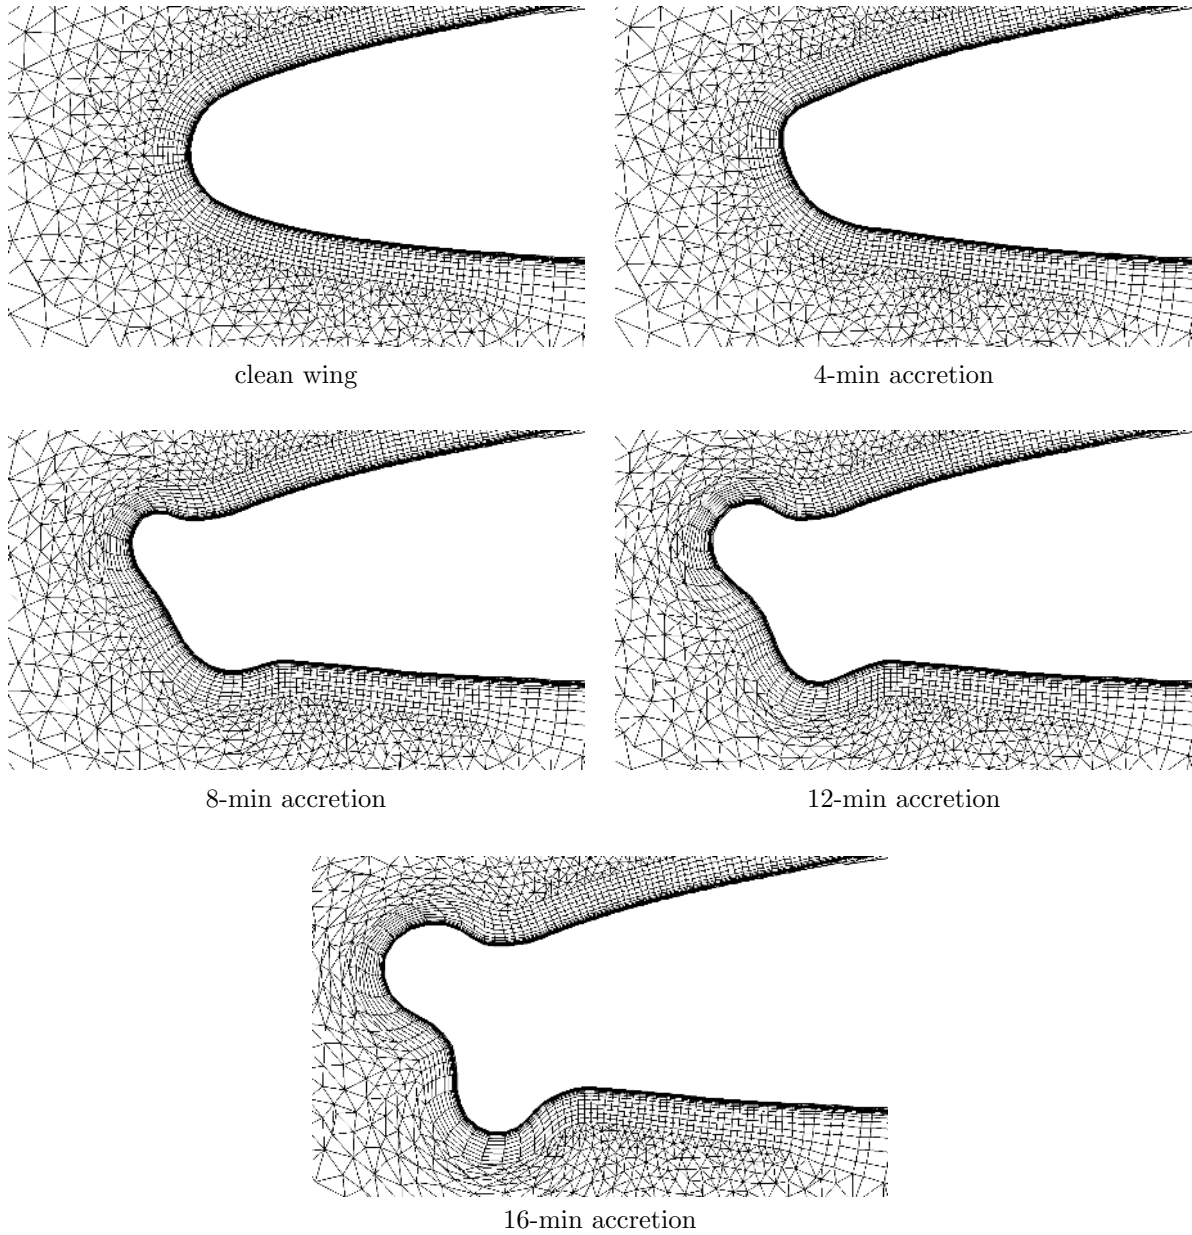 clean wing
4-min accretion
8-min accretion
12-min accretion
16-min accretion